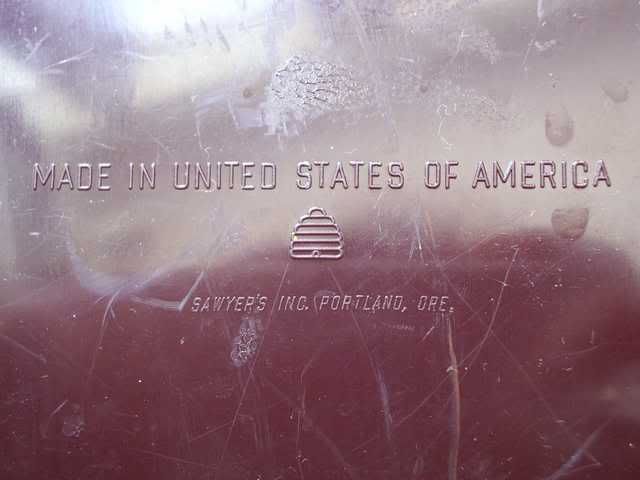 MADE IN UNITED STATES OF AMERICA
SAWYER'S INC. PORTLAND, ORE.